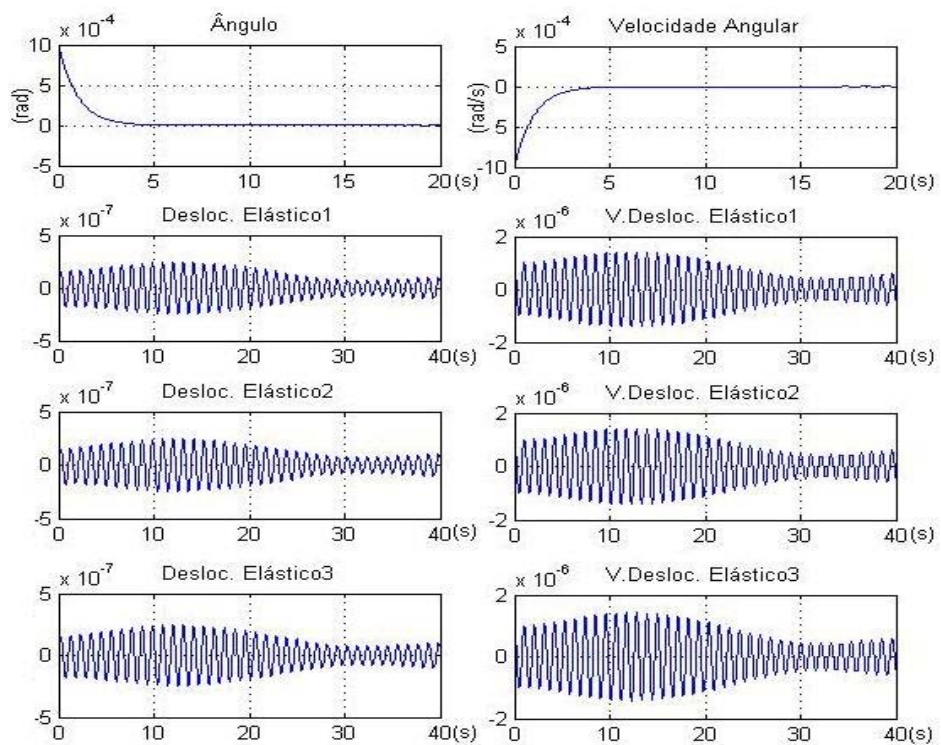 Ângulo
x 10^-4
10
5
0
-5
(rad)
0 5 10 15 20(s)
Velocidade Angular
x 10^-4
5
0
-5
-10
(rad/s)
0 5 10 15 20(s)
Desloc. Elástico1
x 10^-7
5
0
-5
0 10 20 30 40(s)
V.Desloc. Elástico1
x 10^-6
2
0
-2
0 10 20 30 40(s)
Desloc. Elástico2
x 10^-7
5
0
-5
0 10 20 30 40(s)
V.Desloc. Elástico2
x 10^-6
2
0
-2
0 10 20 30 40(s)
Desloc. Elástico3
x 10^-7
5
0
-5
0 10 20 30 40(s)
V.Desloc. Elástico3
x 10^-6
2
0
-2
0 10 20 30 40(s)